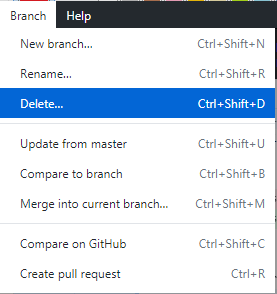 Branch Help
New branch... Ctrl+Shift+N
Rename... Ctrl+Shift+R
Delete... Ctrl+Shift+D
Update from master Ctrl+Shift+U
Compare to branch Ctrl+Shift+B
Merge into current branch... Ctrl+Shift+M
Compare on GitHub Ctrl+Shift+C
Create pull request Ctrl+R